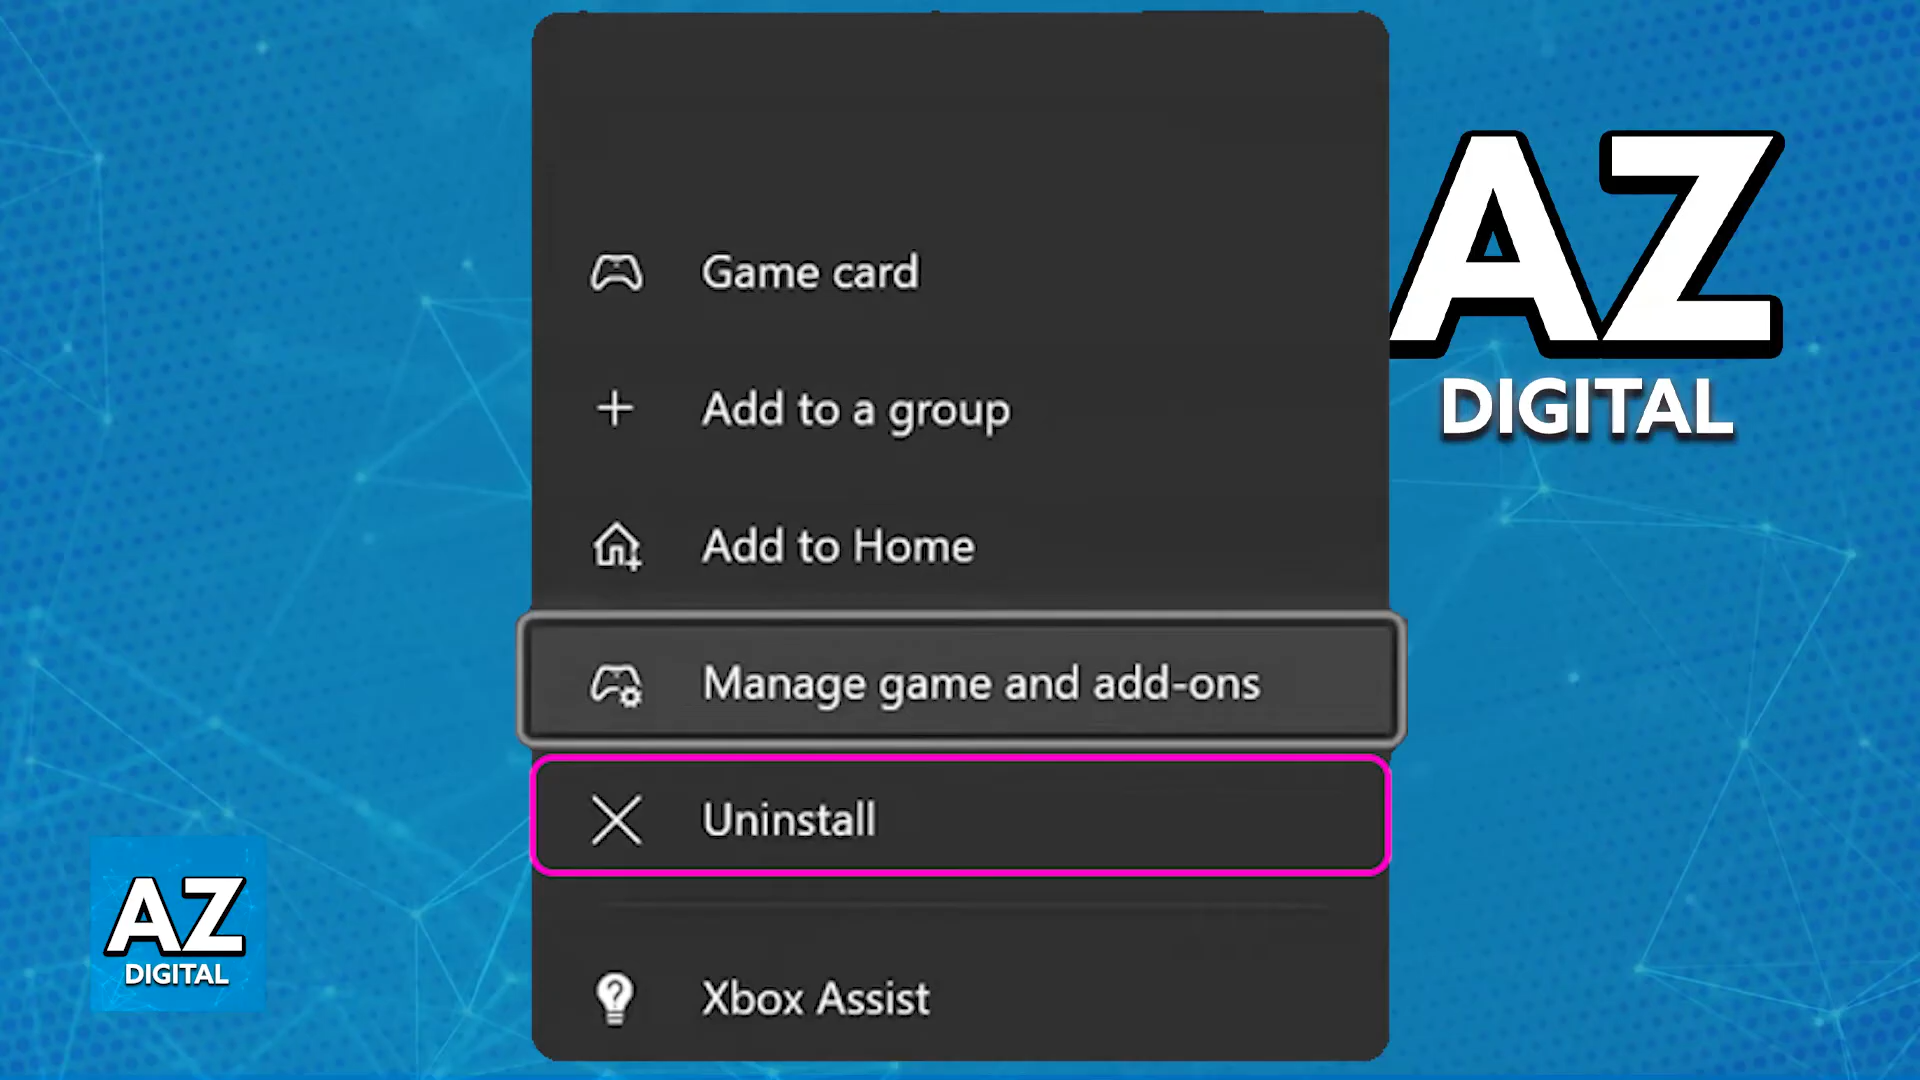 Game card
Add to a group
Add to Home
Manage game and add-ons
Uninstall
Xbox Assist
AZ
DIGITAL
AZ
DIGITAL